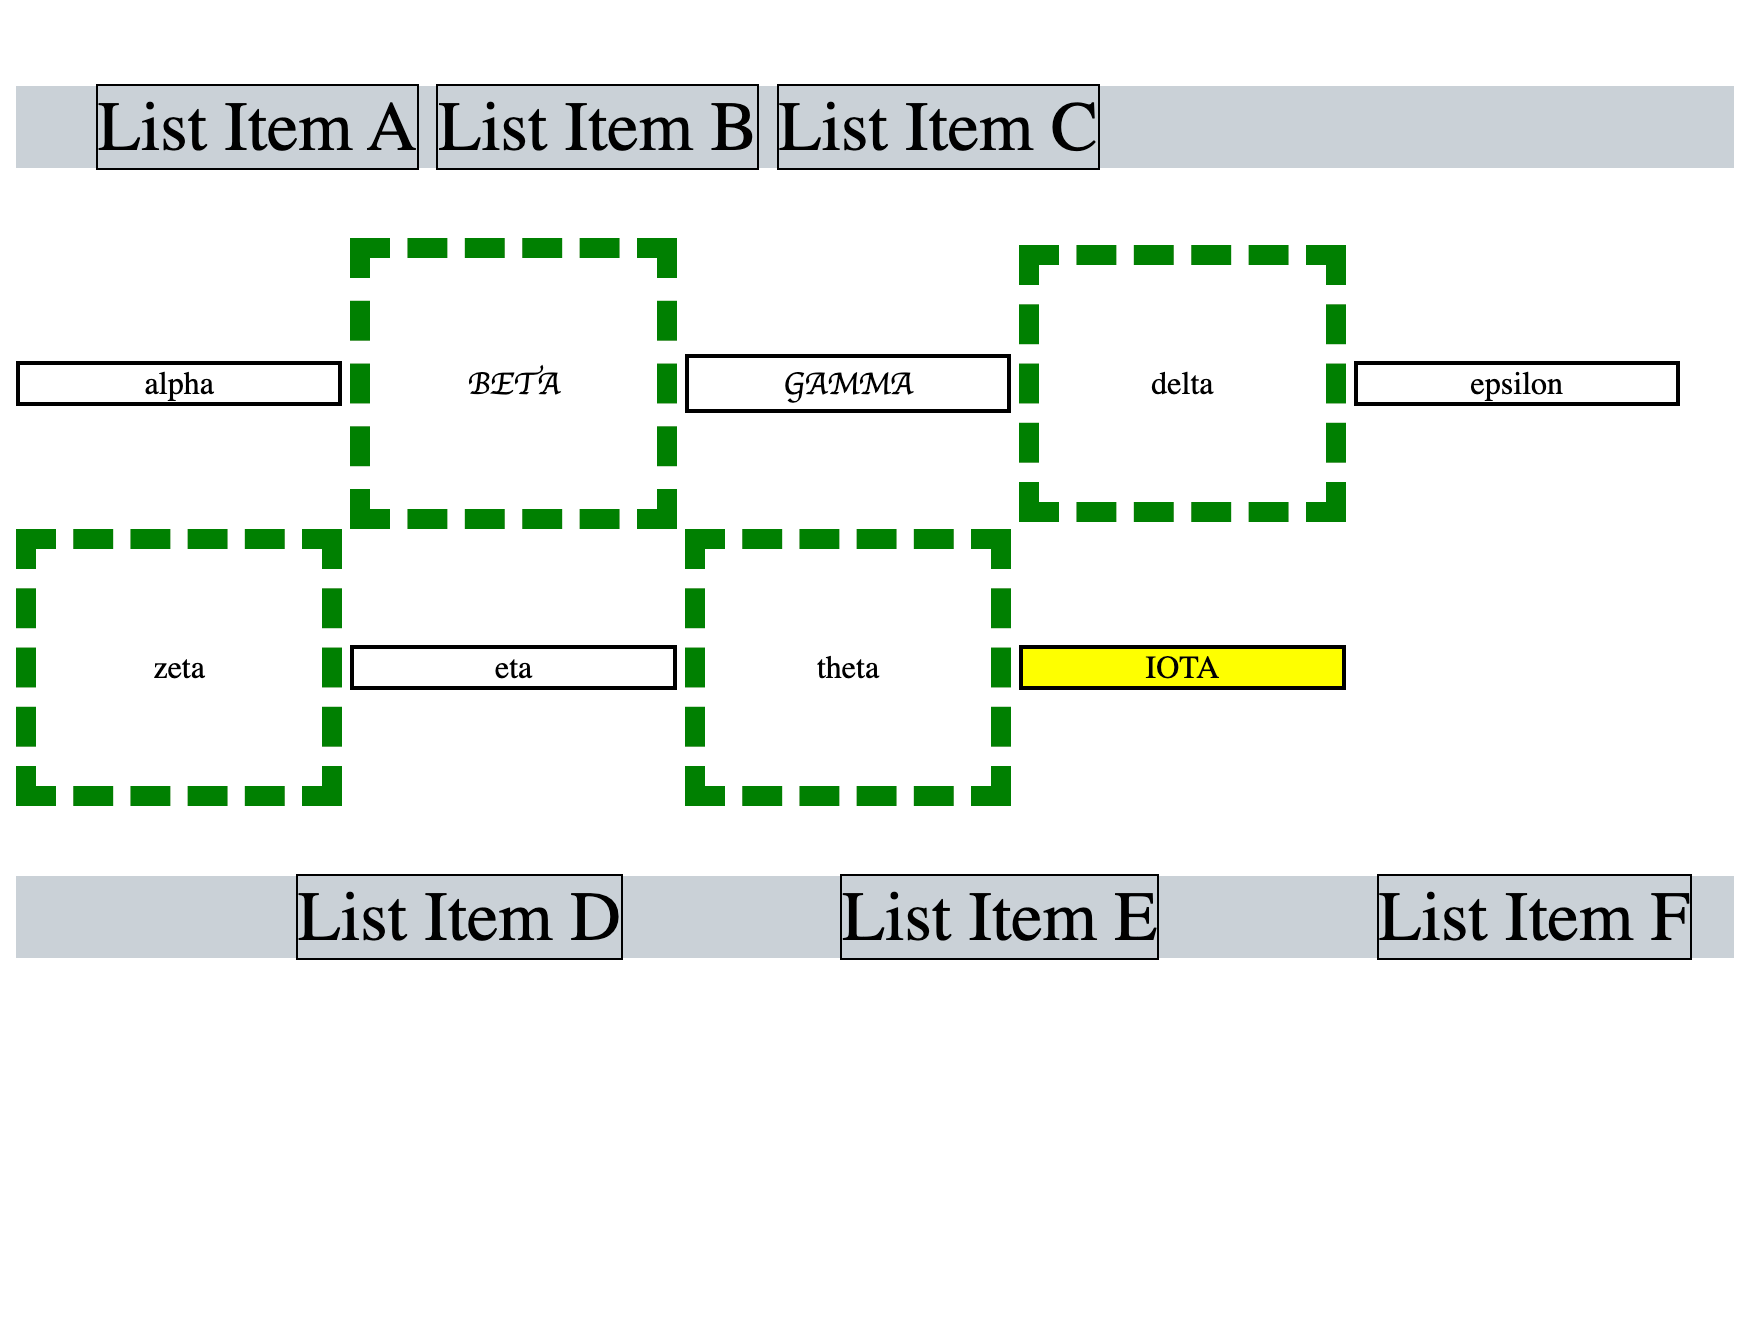 List Item A List Item B List Item C
alpha BETA GAMMA delta epsilon
zeta eta theta IOTA
List Item D List Item E List Item F